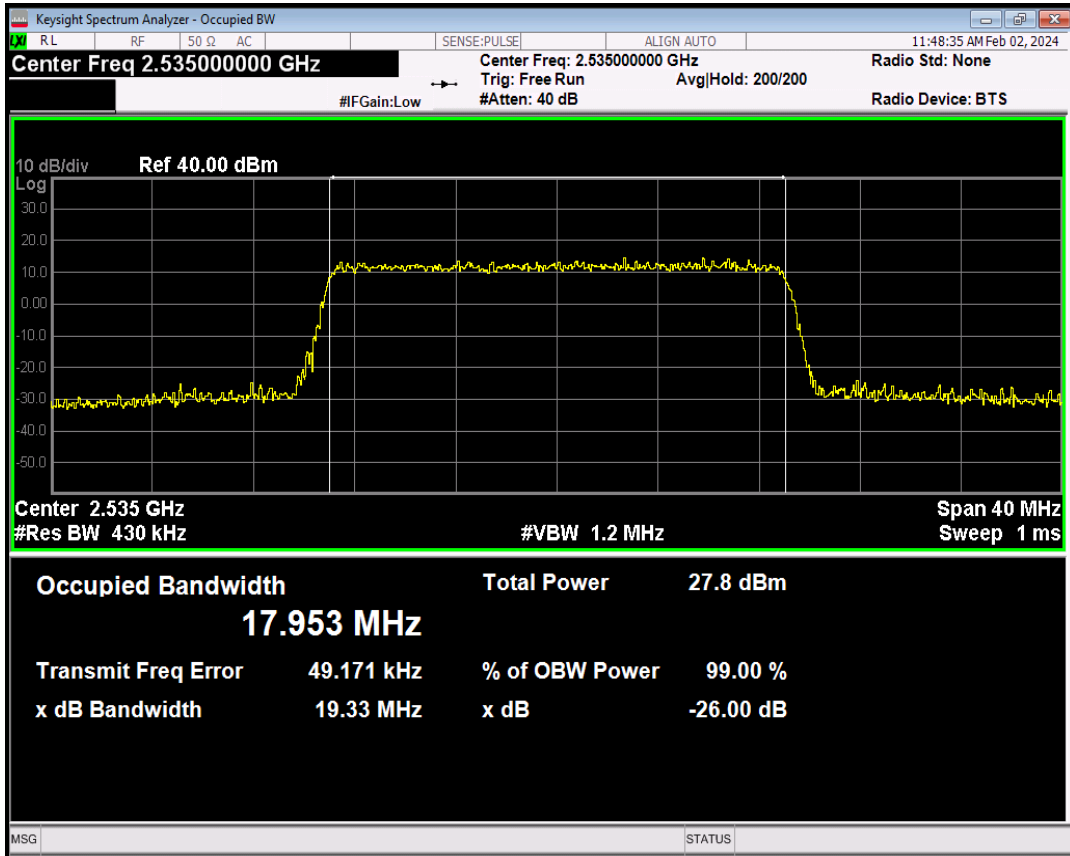 Keysight Spectrum Analyzer - Occupied BW
LXI RL RF 50 Ω AC SENSE:PULSE ALIGN AUTO 11:48:35 AM Feb 02, 2024
Center Freq 2.535000000 GHz Center Freq: 2.535000000 GHz Radio Std: None
Trig: Free Run Avg|Hold: 200/200
#IFGain:Low #Atten: 40 dB Radio Device: BTS
10 dB/div Ref 40.00 dBm
Log
30.0
20.0
10.0
0.00
-10.0
-20.0
-30.0
-40.0
-50.0
Center 2.535 GHz Span 40 MHz
#Res BW 430 kHz #VBW 1.2 MHz Sweep 1 ms
Occupied Bandwidth Total Power 27.8 dBm
17.953 MHz
Transmit Freq Error 49.171 kHz % of OBW Power 99.00 %
x dB Bandwidth 19.33 MHz x dB -26.00 dB
MSG STATUS